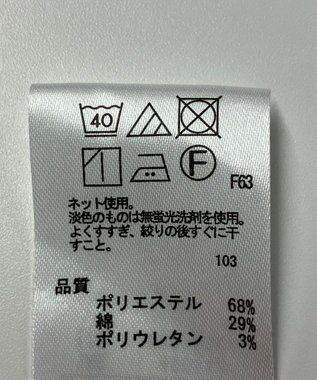 40
F
F63
ネット使用。
淡色のものは無蛍光洗剤を使用。
よくすすぎ、絞りの後すぐに干
すこと。
103
品質
ポリエステル 68%
綿 29%
ポリウレタン 3%